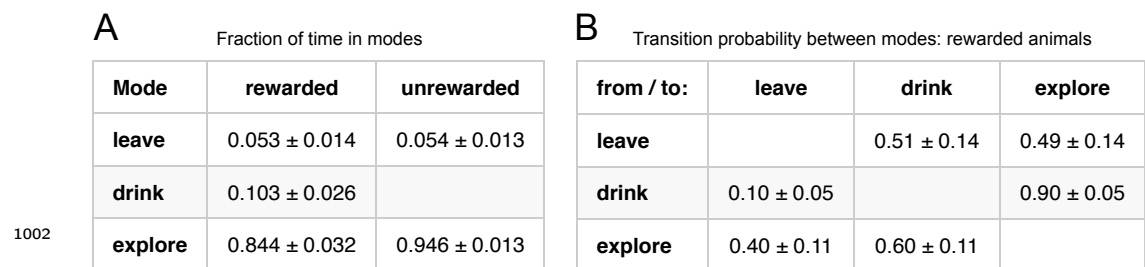 A Fraction of time in modes
Mode rewarded unrewarded
leave 0.053 ± 0.014 0.054 ± 0.013
drink 0.103 ± 0.026
explore 0.844 ± 0.032 0.946 ± 0.013
B Transition probability between modes: rewarded animals
from / to: leave drink explore
leave 0.51 ± 0.14 0.49 ± 0.14
drink 0.10 ± 0.05 0.90 ± 0.05
explore 0.40 ± 0.11 0.60 ± 0.11
1002